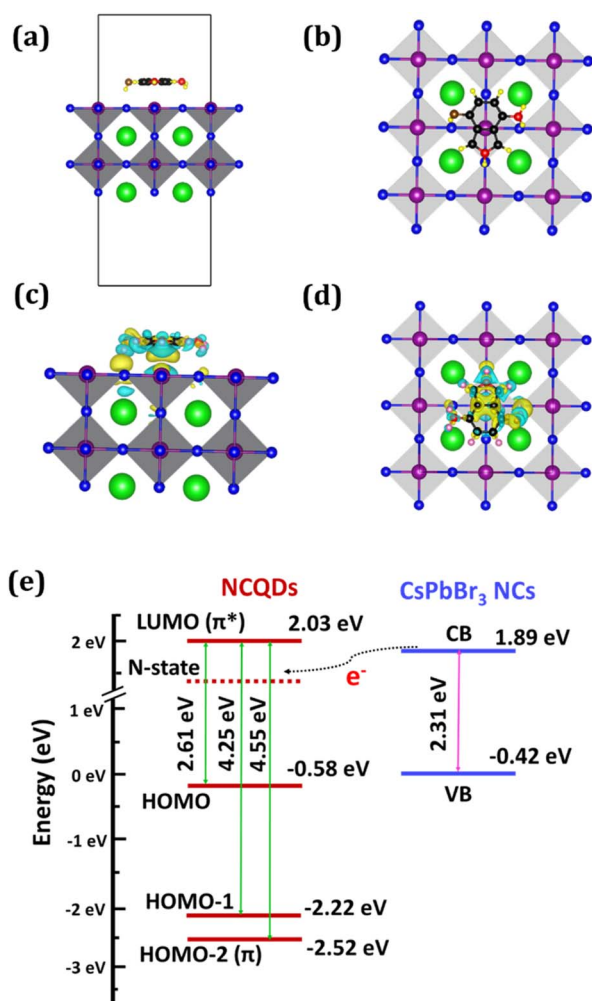 (a)
(b)
(c)
(d)
(e)
NCQDs
CsPbBr₃ NCs
LUMO (π*)
2.03 eV
CB
1.89 eV
2 eV
N-state
e⁻
1 eV
2.61 eV
4.25 eV
4.55 eV
2.31 eV
Energy (eV)
-0.58 eV
-0.42 eV
0 eV
HOMO
VB
-1 eV
HOMO-1
-2.22 eV
-2 eV
HOMO-2 (π)
-2.52 eV
-3 eV